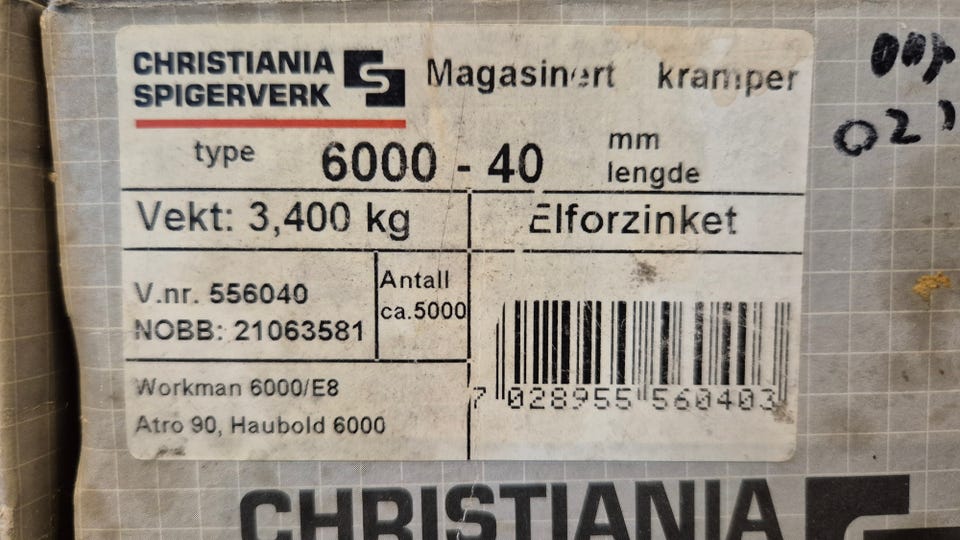 CHRISTIANIA
SPIGERVERK
Magasinert kramper
type 6000 - 40 mm lengde
Vekt: 3,400 kg
Elforzinket
V.nr. 556040
NOBB: 21063581
Antall
ca.5000
Workman 6000/E8
Atro 90, Haubold 6000
7 028955 560403
CHRISTIANIA